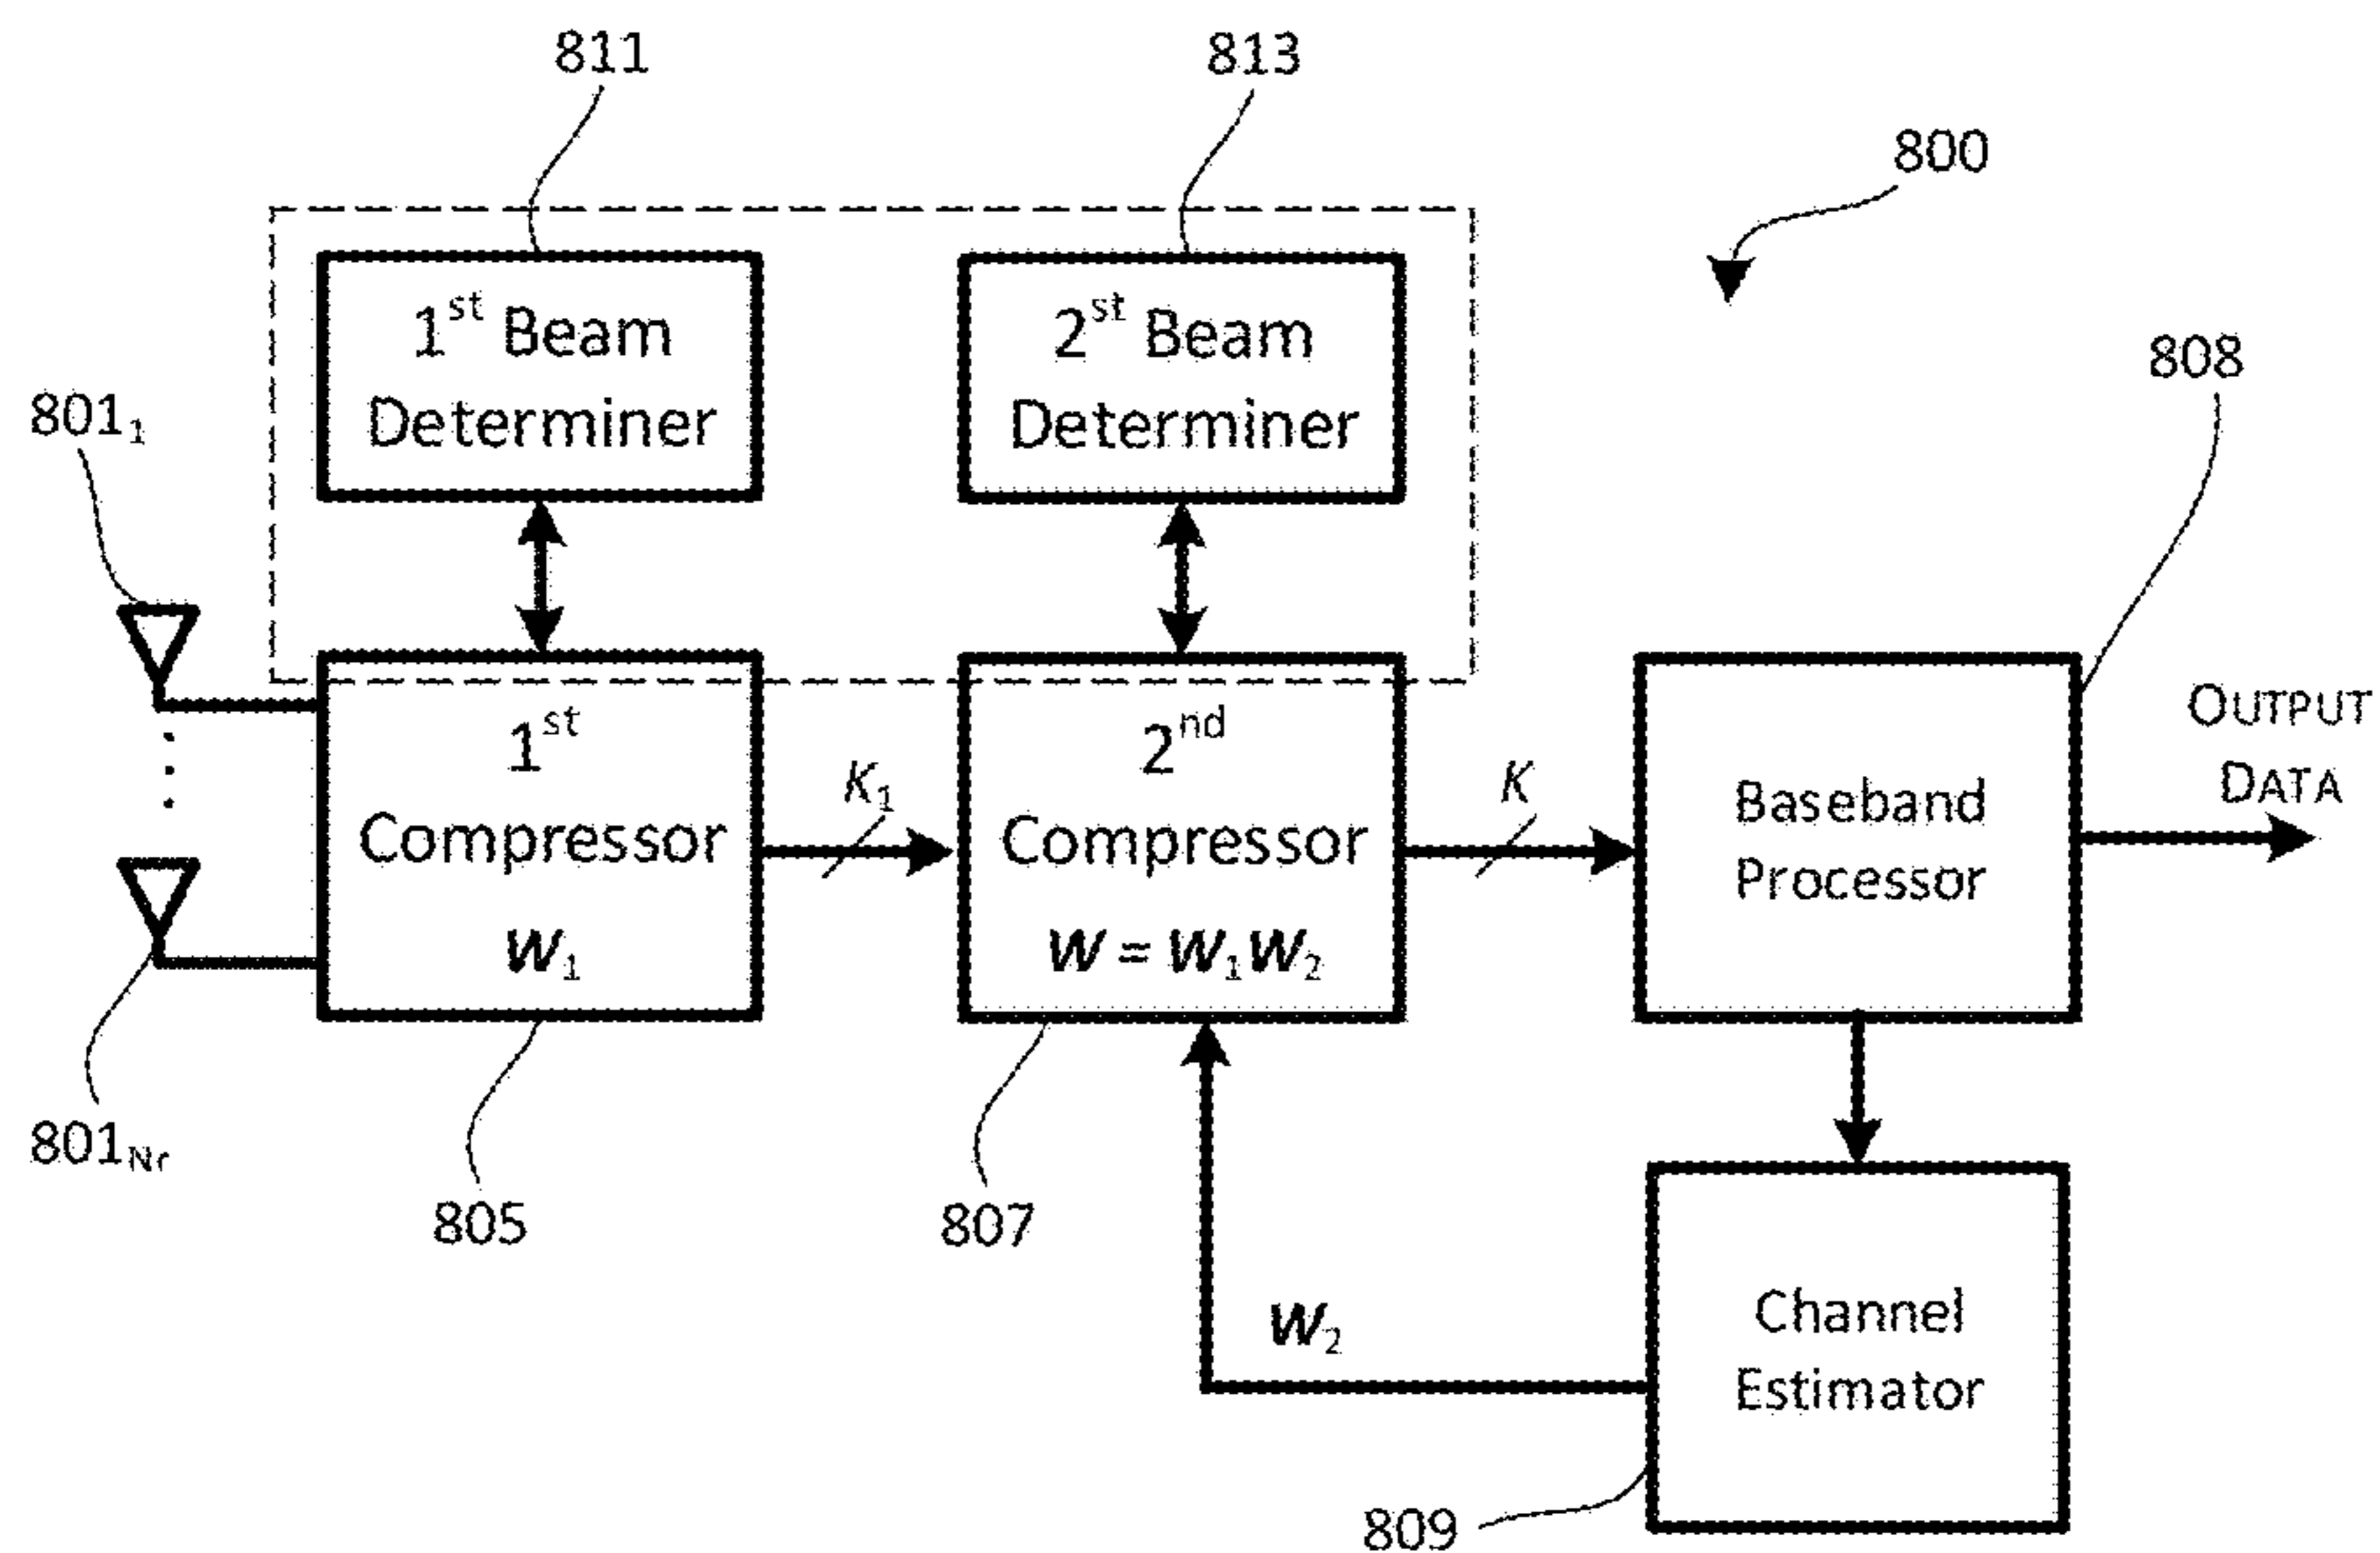 811
813
800
1st Beam
Determiner
2st Beam
Determiner
808
8011
OUTPUT
DATA
1st
Compressor
W1
K1
2nd
Compressor
W = W1W2
K
Baseband
Processor
801Nr
805
807
W2
Channel
Estimator
809